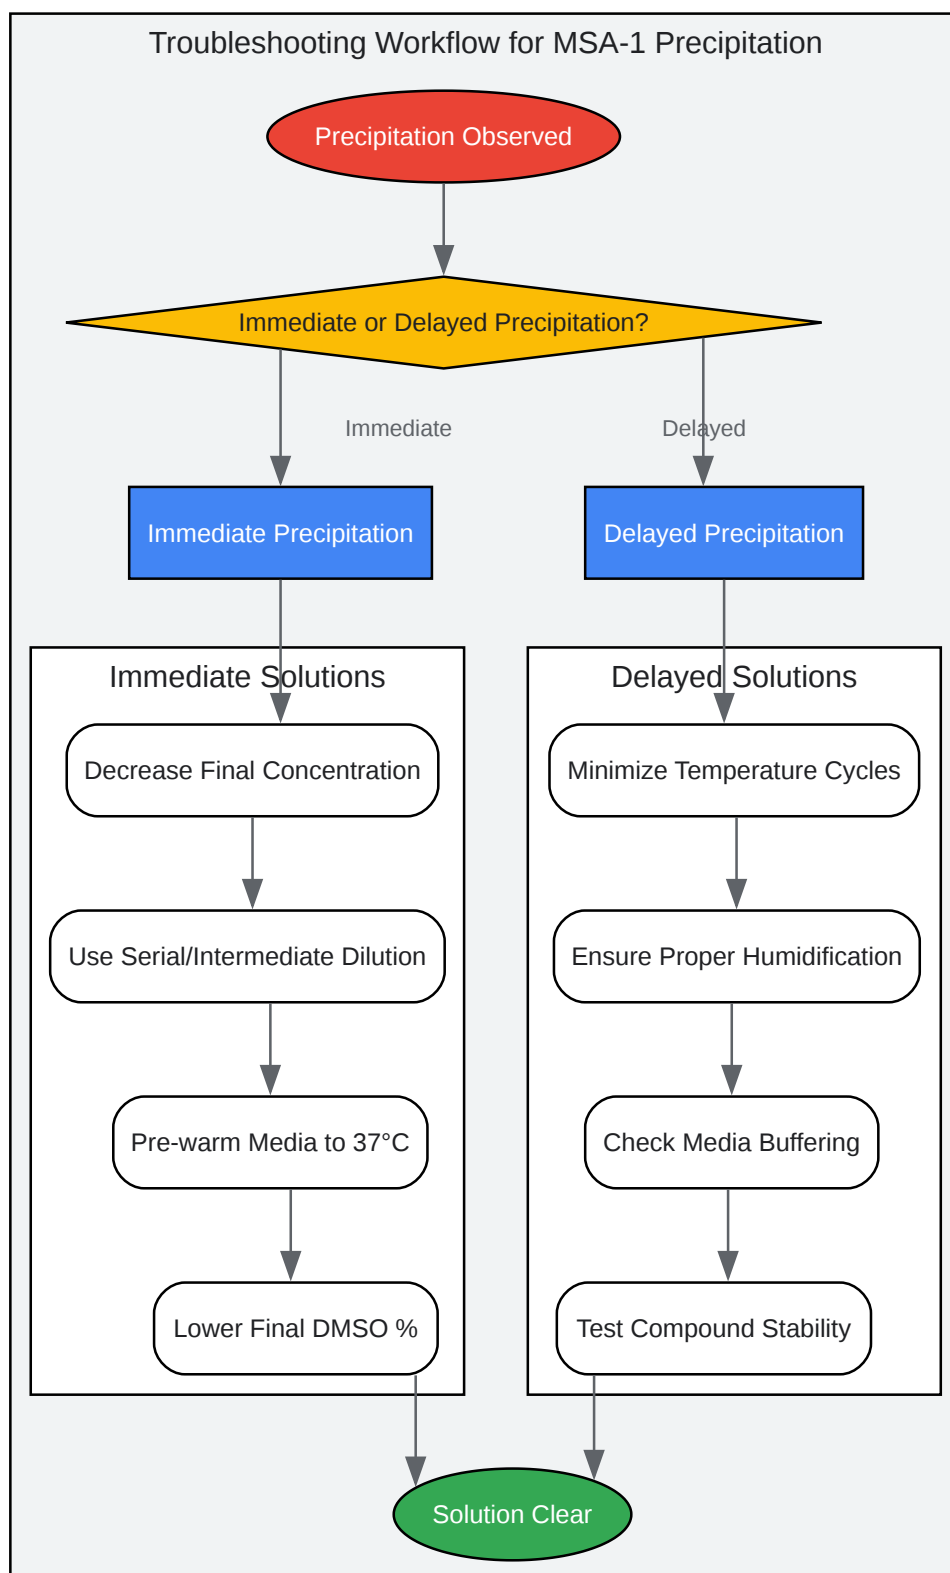 Troubleshooting Workflow for MSA-1 Precipitation
Precipitation Observed
Immediate or Delayed Precipitation?
Immediate
Delayed
Immediate Precipitation
Delayed Precipitation
Immediate Solutions
Decrease Final Concentration
Use Serial/Intermediate Dilution
Pre-warm Media to 37°C
Lower Final DMSO %
Delayed Solutions
Minimize Temperature Cycles
Ensure Proper Humidification
Check Media Buffering
Test Compound Stability
Solution Clear